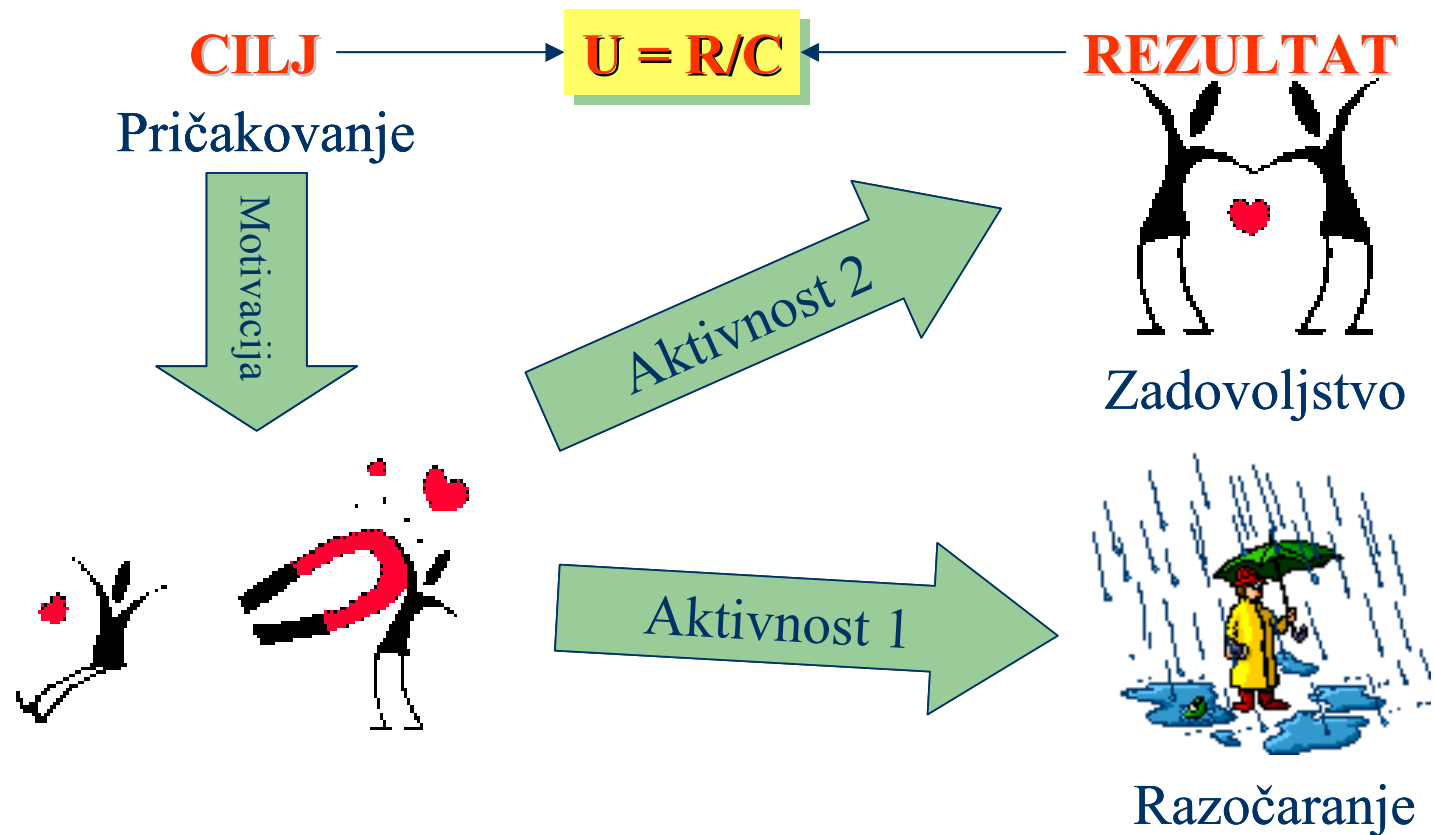 CILJ
U = R/C
REZULTAT
Pričakovanje
Motivacija
Aktivnost 2
Zadovoljstvo
Aktivnost 1
Razočaranje